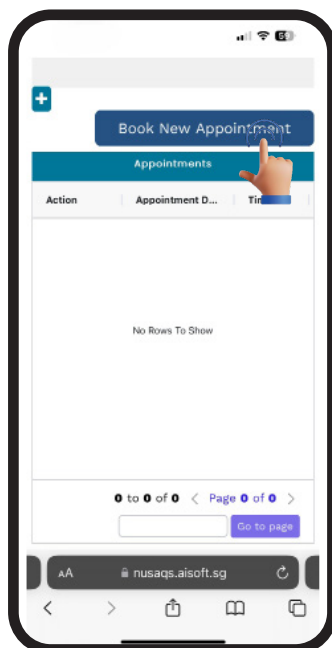 69
+
Book New Appointment
Appointments
Action Appointment D...
No Rows To Show
0 to 0 of 0 < Page 0 of 0 >
Go to page
AA nusaqs.aisoft.sg